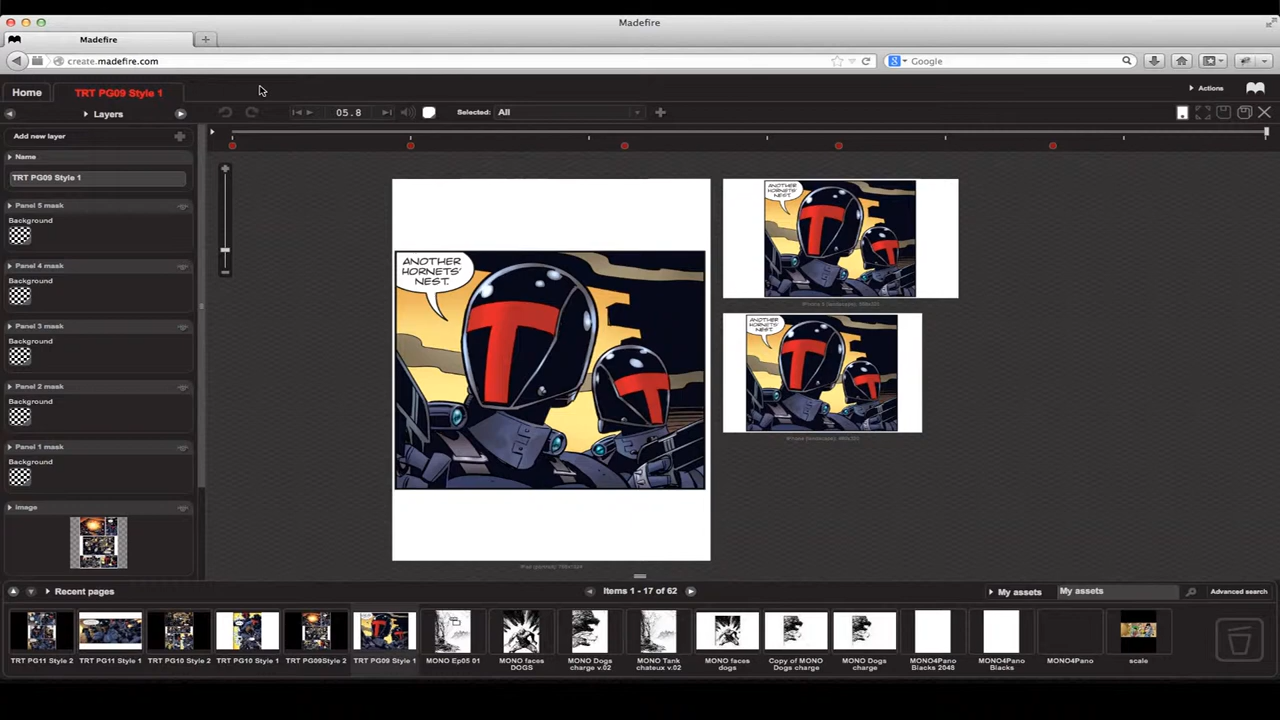 Madefire
Madefire
create.madefire.com
Google
Home
TRT PG09 Style 1
Actions
Layers
05.8
Selected: All
Add new layer
Name
TRT PG09 Style 1
Panel 5 mask
Background
Panel 4 mask
Background
Panel 3 mask
Background
Panel 2 mask
Background
Panel 1 mask
Background
image
ANOTHER
HORNETS'
NEST.
T
T
ANOTHER
HORNETS'
NEST.
T
T
ANOTHER
HORNETS'
NEST.
T
T
Recent pages
Items 1 - 17 of 62
My assets
My assets
Advanced search
TRT PG11 Style 2
TRT PG11 Style 1
TRT PG10 Style 2
TRT PG10 Style 1
TRT PG09Style 2
TRT PG09 Style 1
MONO Ep05 01
MONO faces
DOGS
MONO Dogs
charge v.02
MONO Tank
chateux v.02
MONO faces
dogs
Copy of MONO
Dogs charge
MONO Dogs
charge
MONO4Pano
Blacks 2048
MONO4Pano
Blacks
MONO4Pano
scale